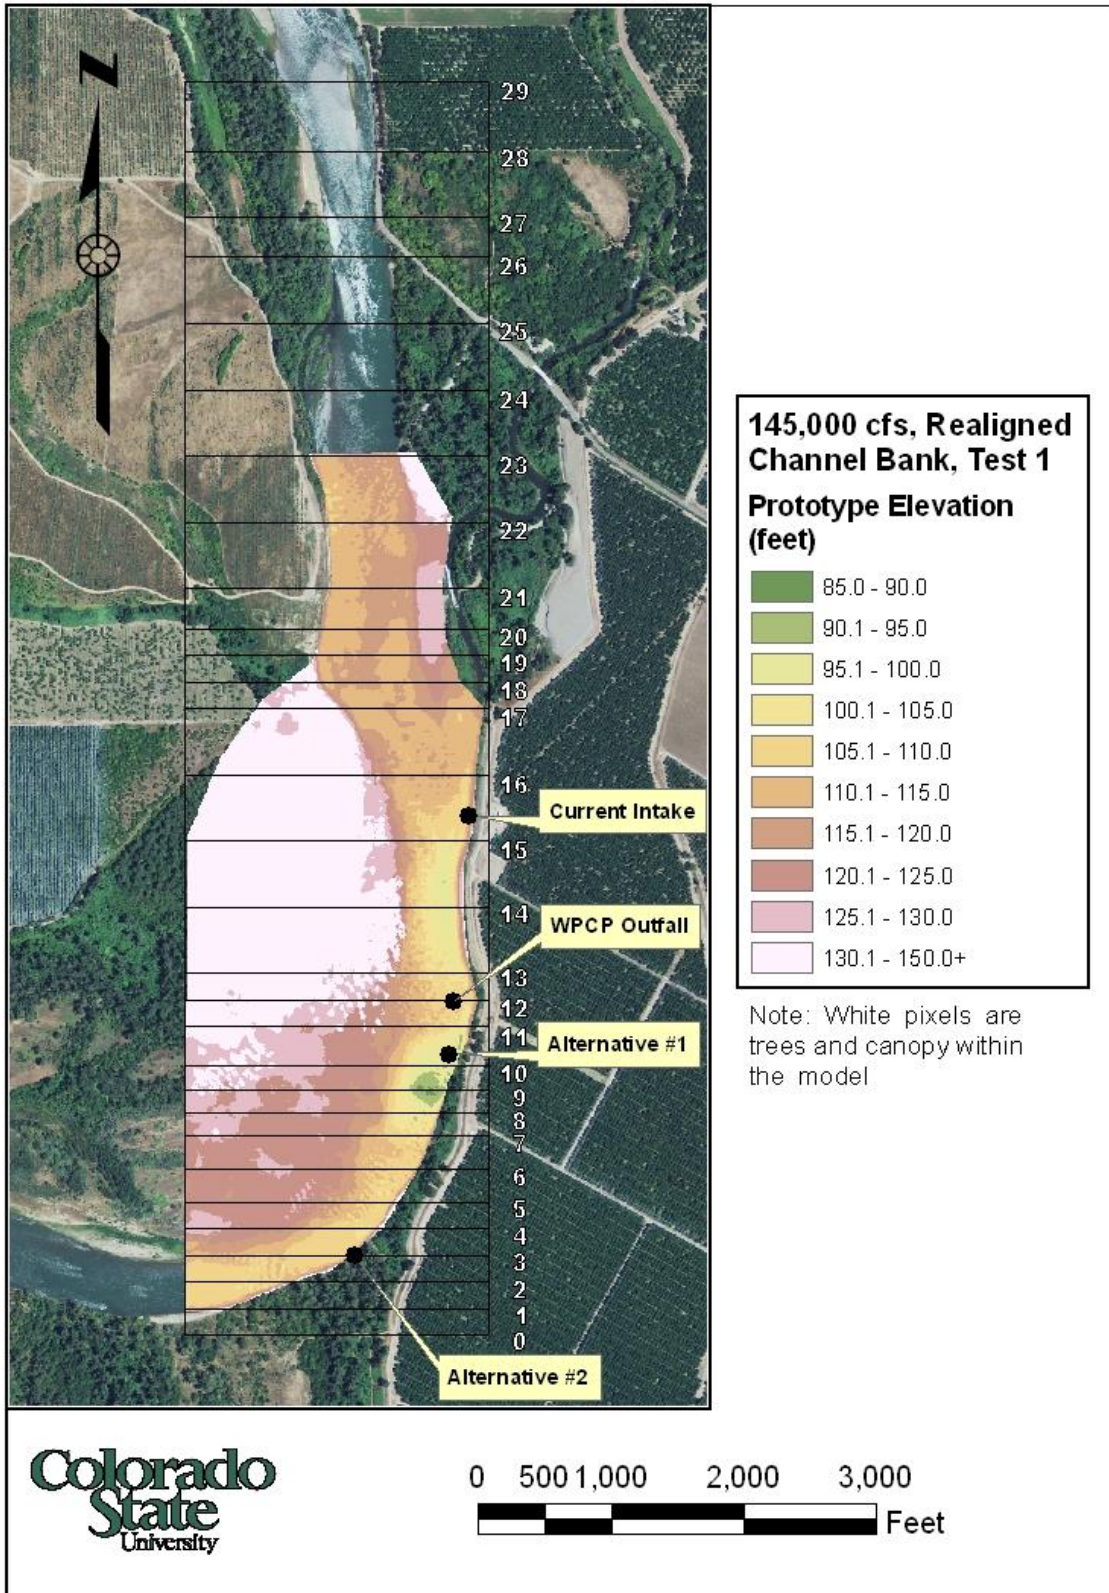 N
29
28
27
26
25
24
23
22
21
20
19
18
17
16
Current Intake
15
14
WPCP Outfall
13
12
11
Alternative #1
10
9
8
7
6
5
4
3
2
1
0
Alternative #2
145,000 cfs, Realigned
Channel Bank, Test 1
Prototype Elevation
(feet)
85.0 - 90.0
90.1 - 95.0
95.1 - 100.0
100.1 - 105.0
105.1 - 110.0
110.1 - 115.0
115.1 - 120.0
120.1 - 125.0
125.1 - 130.0
130.1 - 150.0+
Note: White pixels are
trees and canopy within
the model
Colorado
State
University
0 500 1,000 2,000 3,000
Feet